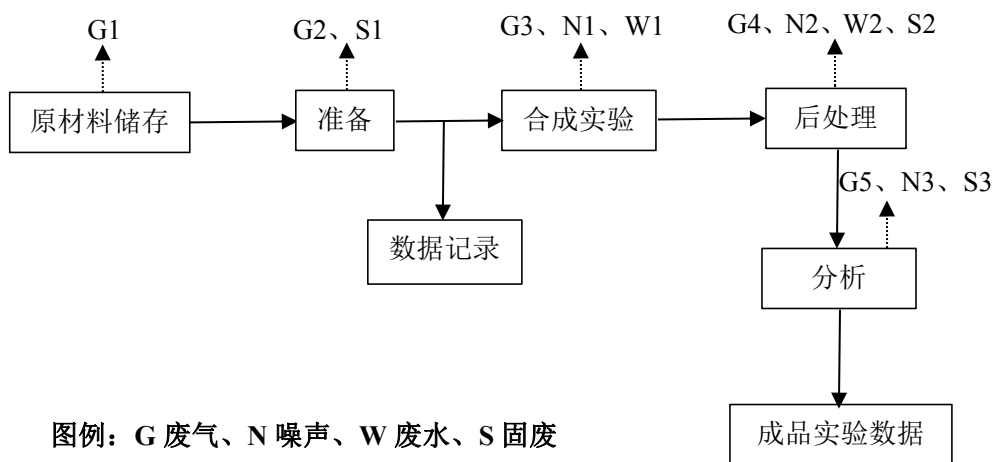 G1
G2、S1
G3、N1、W1
G4、N2、W2、S2
原材料储存
准备
合成实验
后处理
G5、N3、S3
数据记录
分析
图例：G 废气、N 噪声、W 废水、S 固废
成品实验数据